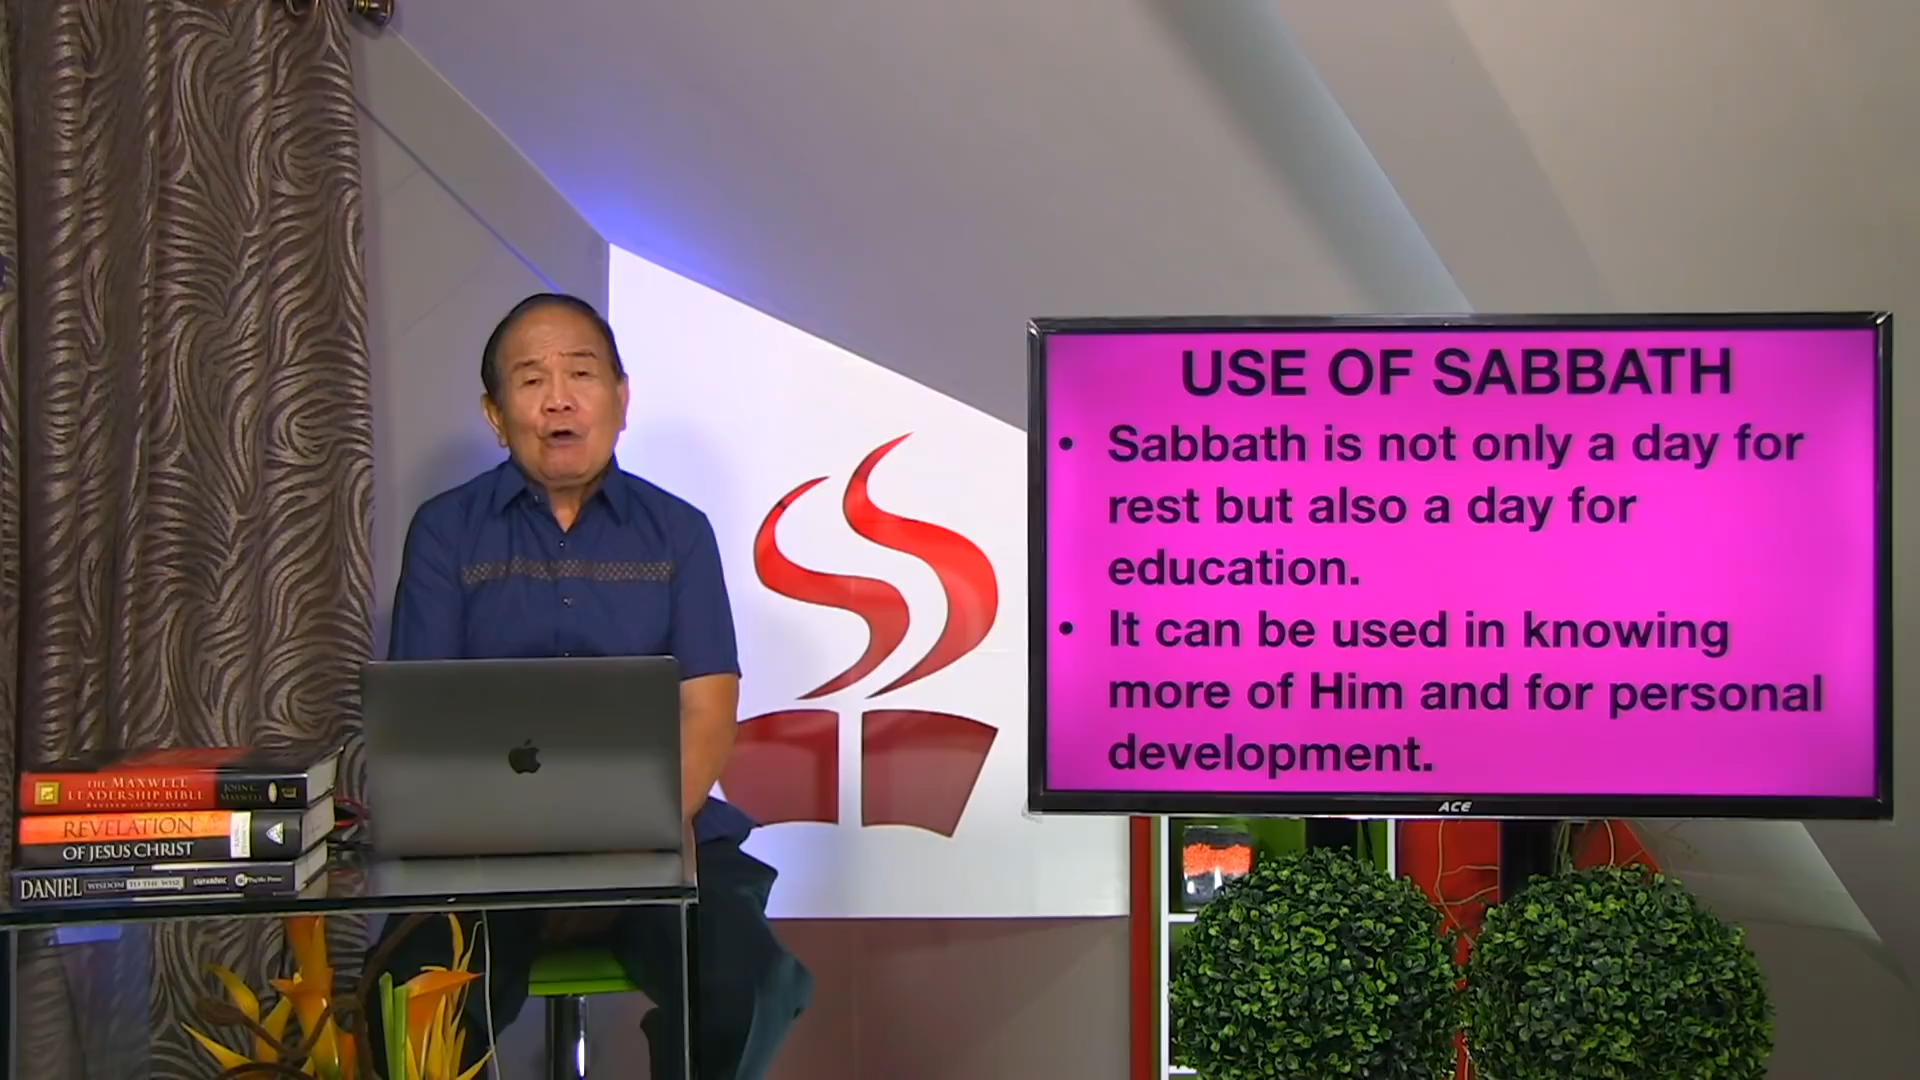 USE OF SABBATH
• Sabbath is not only a day for
rest but also a day for
education.
• It can be used in knowing
more of Him and for personal
development.
ACE
THE MAXWELL
LEADERSHIP BIBLE
JOHN C.
MAXWELL
REVELATION
OF JESUS CHRIST
DANIEL WISDOM TO THE WISE